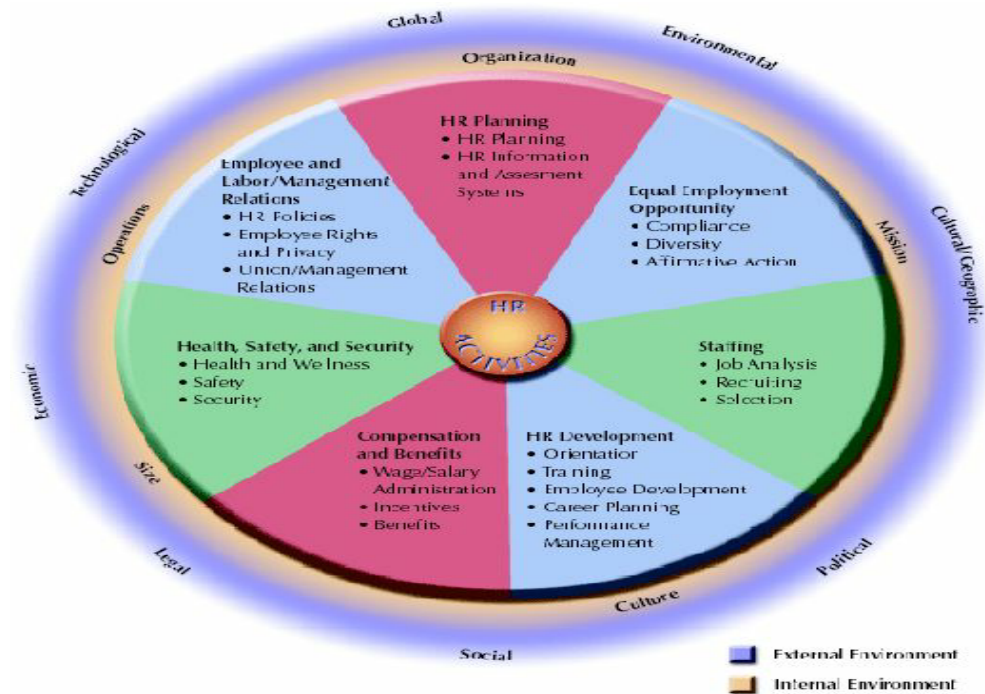 Global
Environmental
Organization
Technological
HR Planning
• HR Planning
• HR Information
and Assesment
Systems
Employee and
Labor/Management
Relations
• HR Policies
• Employee Rights
and Privacy
• Union/Management
Relations
Equal Employment
Opportunity
• Compliance
• Diversity
• Affirmative Action
Operations
Mission
Cultural/Geographic
HR
ACTIVITIES
Health, Safety, and Security
• Health and Wellness
• Safety
• Security
Staffing
• Job Analysis
• Recruiting
• Selection
Economic
Compensation
and Benefits
• Wage/Salary
Administration
• Incentives
• Benefits
HR Development
• Orientation
• Training
• Employee Development
• Career Planning
• Performance
Management
Size
Legal
Political
Culture
Social
External Environment
Internal Environment